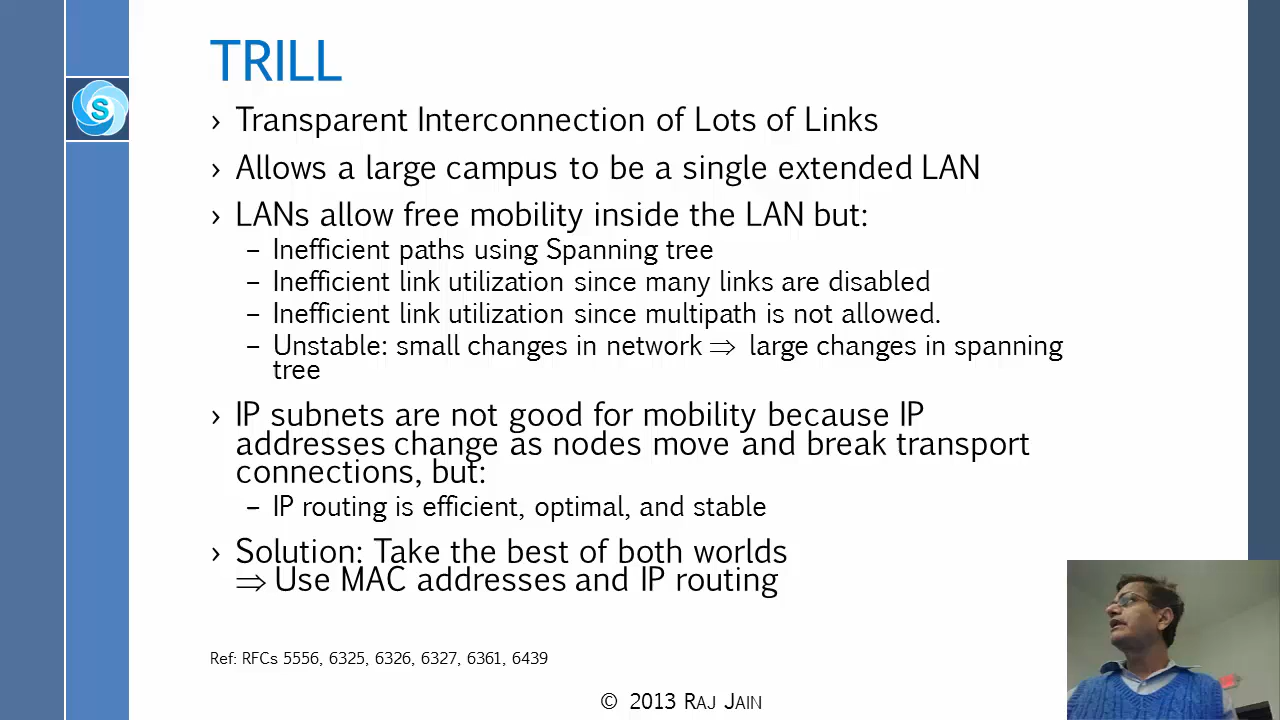 TRILL
S
› Transparent Interconnection of Lots of Links
› Allows a large campus to be a single extended LAN
› LANs allow free mobility inside the LAN but:
– Inefficient paths using Spanning tree
– Inefficient link utilization since many links are disabled
– Inefficient link utilization since multipath is not allowed.
– Unstable: small changes in network ⇒ large changes in spanning
tree
› IP subnets are not good for mobility because IP
addresses change as nodes move and break transport
connections, but:
– IP routing is efficient, optimal, and stable
› Solution: Take the best of both worlds
⇒ Use MAC addresses and IP routing
Ref: RFCs 5556, 6325, 6326, 6327, 6361, 6439
© 2013 RAJ JAIN